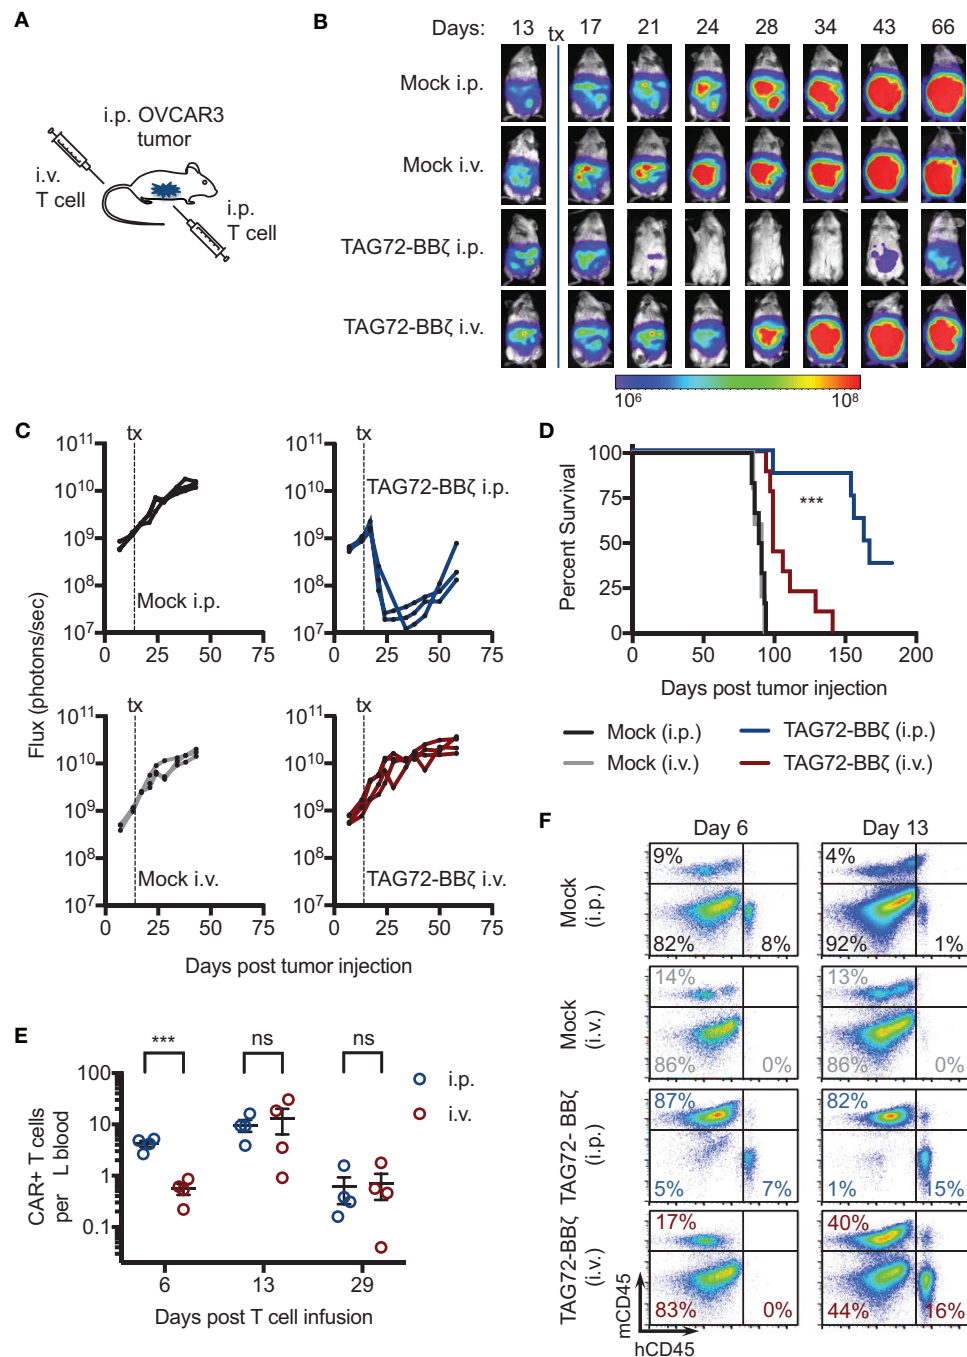 A
i.p. OVCAR3
tumor
i.v.
T cell
i.p.
T cell
B
Days: 13 tx 17 21 24 28 34 43 66
Mock i.p.
Mock i.v.
TAG72-BBζ i.p.
TAG72-BBζ i.v.
10⁶ 10⁸
C
Flux (photons/sec)
10¹¹
10¹⁰
10⁹
10⁸
10⁷
tx
Mock i.p.
0 25 50 75
10¹¹
10¹⁰
10⁹
10⁸
10⁷
tx
TAG72-BBζ i.p.
0 25 50 75
10¹¹
10¹⁰
10⁹
10⁸
10⁷
tx
Mock i.v.
0 25 50 75
10¹¹
10¹⁰
10⁹
10⁸
10⁷
tx
TAG72-BBζ i.v.
0 25 50 75
Days post tumor injection
D
Percent Survival
100
75
50
25
0
***
0 50 100 150 200
Days post tumor injection
Mock (i.p.)
TAG72-BBζ (i.p.)
Mock (i.v.)
TAG72-BBζ (i.v.)
E
CAR+ T cells
per L blood
100
10
1
0.1
*** ns ns
i.p.
i.v.
6 13 29
Days post T cell infusion
F
Day 6 Day 13
Mock
(i.p.)
9%
82% 8%
4%
92% 1%
Mock
(i.v.)
14%
86% 0%
13%
86% 0%
TAG72- BBζ
(i.p.)
87%
5% 7%
82%
1% 15%
TAG72-BBζ
(i.v.)
17%
83% 0%
40%
44% 16%
mCD45
hCD45